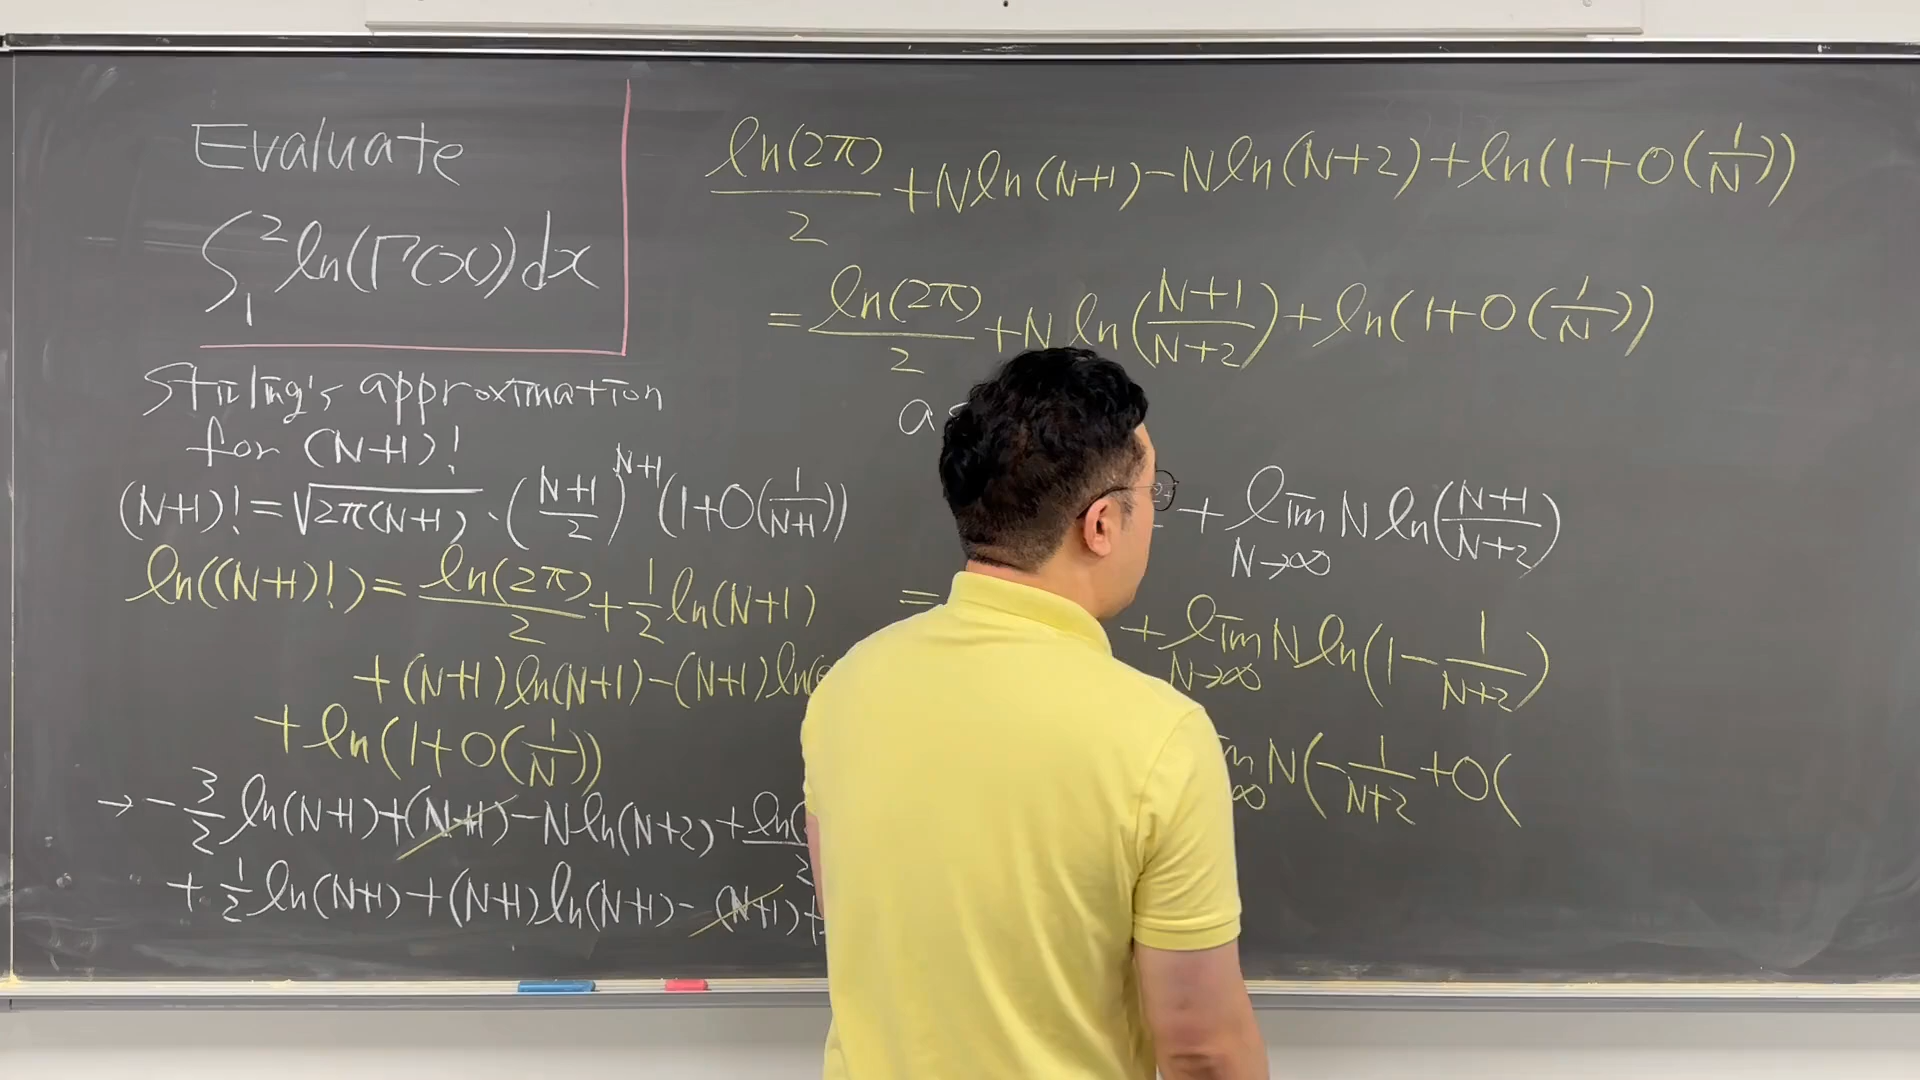 Evaluate
∫₁² ln(Γ(x))dx
Stirling's approximation
for (N+1)!
(N+1)! = √(2π(N+1)) · ((N+1)/2)^(N+1) (1+O(1/(N+1)))
ln((N+1)!) = ln(2π)/2 + 1/2 ln(N+1)
+ (N+1)ln(N+1) - (N+1)ln(
+ ln(1+O(1/N))
→ - 3/2 ln(N+1) + (N+1) - N ln(N+2) + ln(
+ 1/2 ln(N+1) + (N+1)ln(N+1) - (N+1) +
ln(2π)/2 + N ln(N+1) - N ln(N+2) + ln(1+O(1/N))
= ln(2π)/2 + N ln((N+1)/(N+2)) + ln(1+O(1/N))
+ lim N→∞ N ln((N+1)/(N+2))
= + lim N→∞ N ln(1 - 1/(N+2))
N(- 1/(N+2) + O(